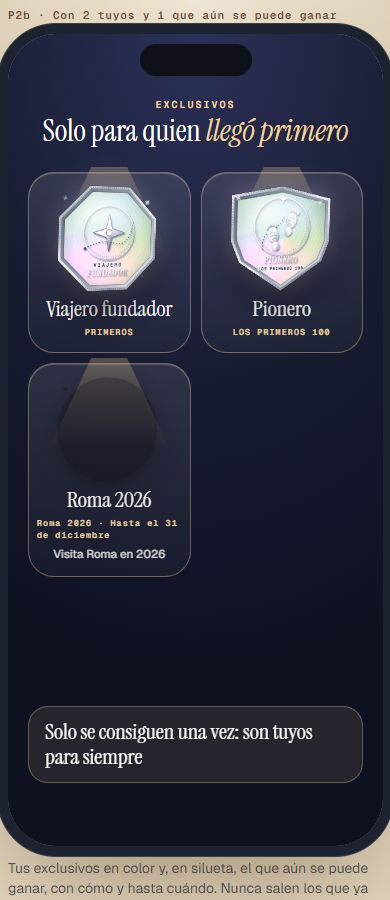 P2b · Con 2 tuyos y 1 que aún se puede ganar
EXCLUSIVOS
Solo para quien llegó primero
VIAJERO
FUNDADOR
Viajero fundador
PRIMEROS
PIONERO
LOS PRIMEROS 100
Pionero
LOS PRIMEROS 100
Roma 2026
Roma 2026 · Hasta el 31
de diciembre
Visita Roma en 2026
Solo se consiguen una vez: son tuyos
para siempre
Tus exclusivos en color y, en silueta, el que aún se puede
ganar, con cómo y hasta cuándo. Nunca salen los que ya